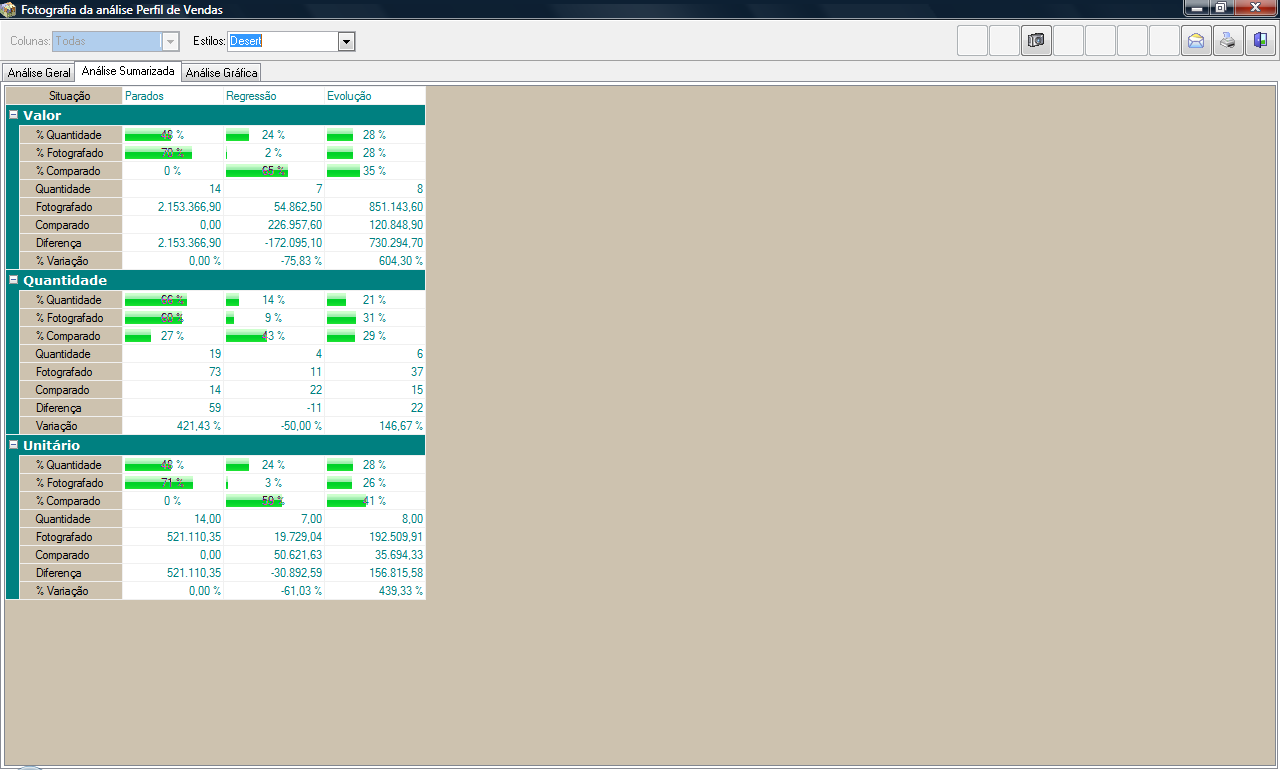 Fotografia da análise Perfil de Vendas
Colunas: Todas Estilos: Desert
Análise Geral Análise Sumarizada Análise Gráfica
Situação Parados Regressão Evolução
Valor
% Quantidade 48 % 24 % 28 %
% Fotografado 70 % 2 % 28 %
% Comparado 0 % 65 % 35 %
Quantidade 14 7 8
Fotografado 2.153.366,90 54.862,50 851.143,60
Comparado 0,00 226.957,60 120.848,90
Diferença 2.153.366,90 -172.095,10 730.294,70
% Variação 0,00 % -75,83 % 604,30 %
Quantidade
% Quantidade 66 % 14 % 21 %
% Fotografado 60 % 9 % 31 %
% Comparado 27 % 43 % 29 %
Quantidade 19 4 6
Fotografado 73 11 37
Comparado 14 22 15
Diferença 59 -11 22
Variação 421,43 % -50,00 % 146,67 %
Unitário
% Quantidade 48 % 24 % 28 %
% Fotografado 71 % 3 % 26 %
% Comparado 0 % 59 % 41 %
Quantidade 14,00 7,00 8,00
Fotografado 521.110,35 19.729,04 192.509,91
Comparado 0,00 50.621,63 35.694,33
Diferença 521.110,35 -30.892,59 156.815,58
% Variação 0,00 % -61,03 % 439,33 %